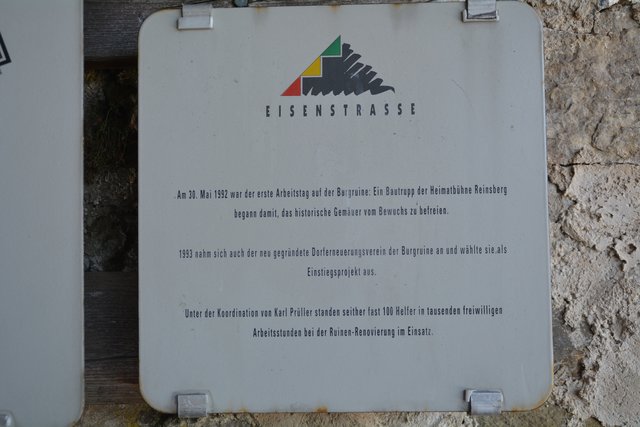 EISENSTRASSE
Am 30. Mai 1992 war der erste Arbeitstag auf der Burgruine: Ein Bautrupp der Heimatbühne Reinsberg
begann damit, das historische Gemäuer vom Bewuchs zu befreien.
1993 nahm sich auch der neu gegründete Dorferneuerungsverein der Burgruine an und wählte sie als
Einstiegsprojekt aus.
Unter der Koordination von Karl Prüller standen seither fast 100 Helfer in tausenden freiwilligen
Arbeitsstunden bei der Ruinen-Renovierung im Einsatz.